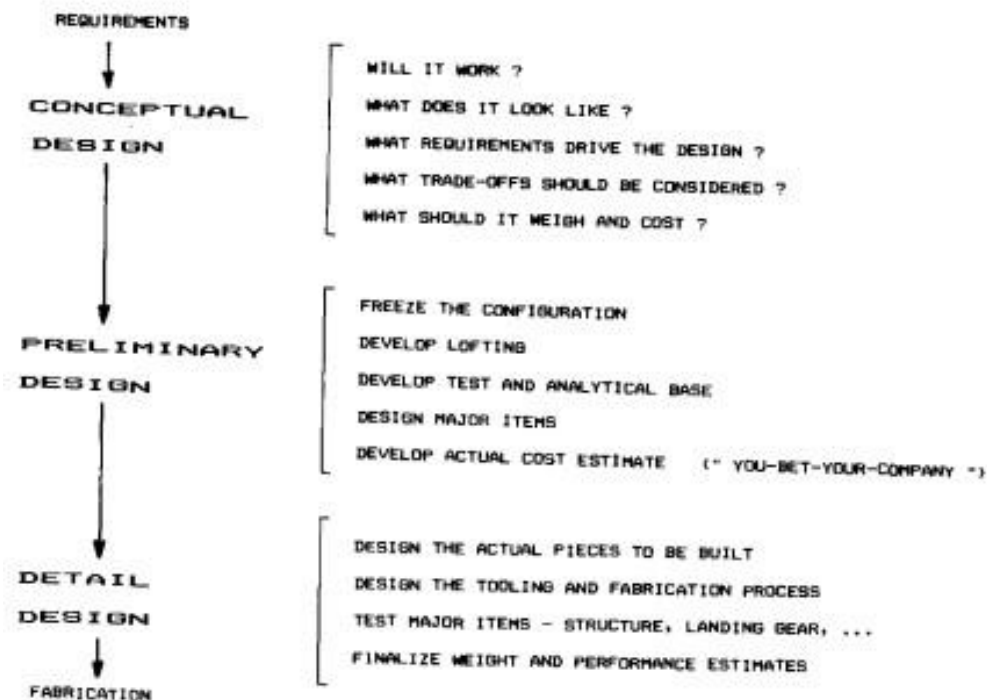 REQUIREMENTS
CONCEPTUAL
DESIGN
WILL IT WORK ?
WHAT DOES IT LOOK LIKE ?
WHAT REQUIREMENTS DRIVE THE DESIGN ?
WHAT TRADE-OFFS SHOULD BE CONSIDERED ?
WHAT SHOULD IT WEIGH AND COST ?
PRELIMINARY
DESIGN
FREEZE THE CONFIGURATION
DEVELOP LOFTING
DEVELOP TEST AND ANALYTICAL BASE
DESIGN MAJOR ITEMS
DEVELOP ACTUAL COST ESTIMATE (" YOU-BET-YOUR-COMPANY ")
DETAIL
DESIGN
DESIGN THE ACTUAL PIECES TO BE BUILT
DESIGN THE TOOLING AND FABRICATION PROCESS
TEST MAJOR ITEMS - STRUCTURE, LANDING GEAR, ...
FINALIZE WEIGHT AND PERFORMANCE ESTIMATES
FABRICATION